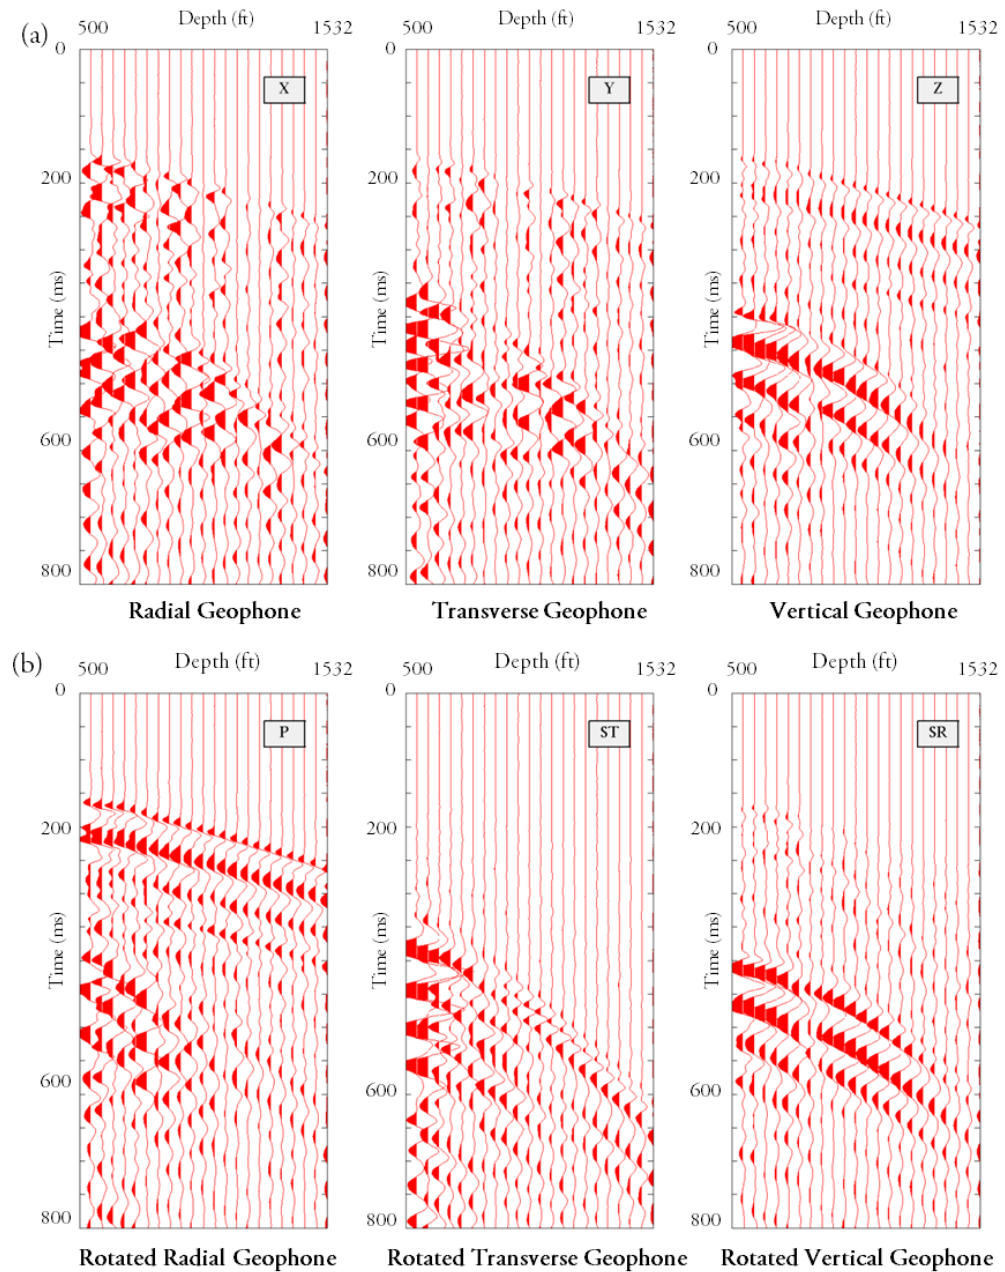 (a)
Depth (ft) Depth (ft) Depth (ft)
500 1532 500 1532 500 1532
0 0 0
X Y Z
200 200 200
Time (ms) Time (ms) Time (ms)
600 600 600
800 800 800
Radial Geophone Transverse Geophone Vertical Geophone
(b)
Depth (ft) Depth (ft) Depth (ft)
500 1532 500 1532 500 1532
0 0 0
P ST SR
200 200 200
Time (ms) Time (ms) Time (ms)
600 600 600
800 800 800
Rotated Radial Geophone Rotated Transverse Geophone Rotated Vertical Geophone